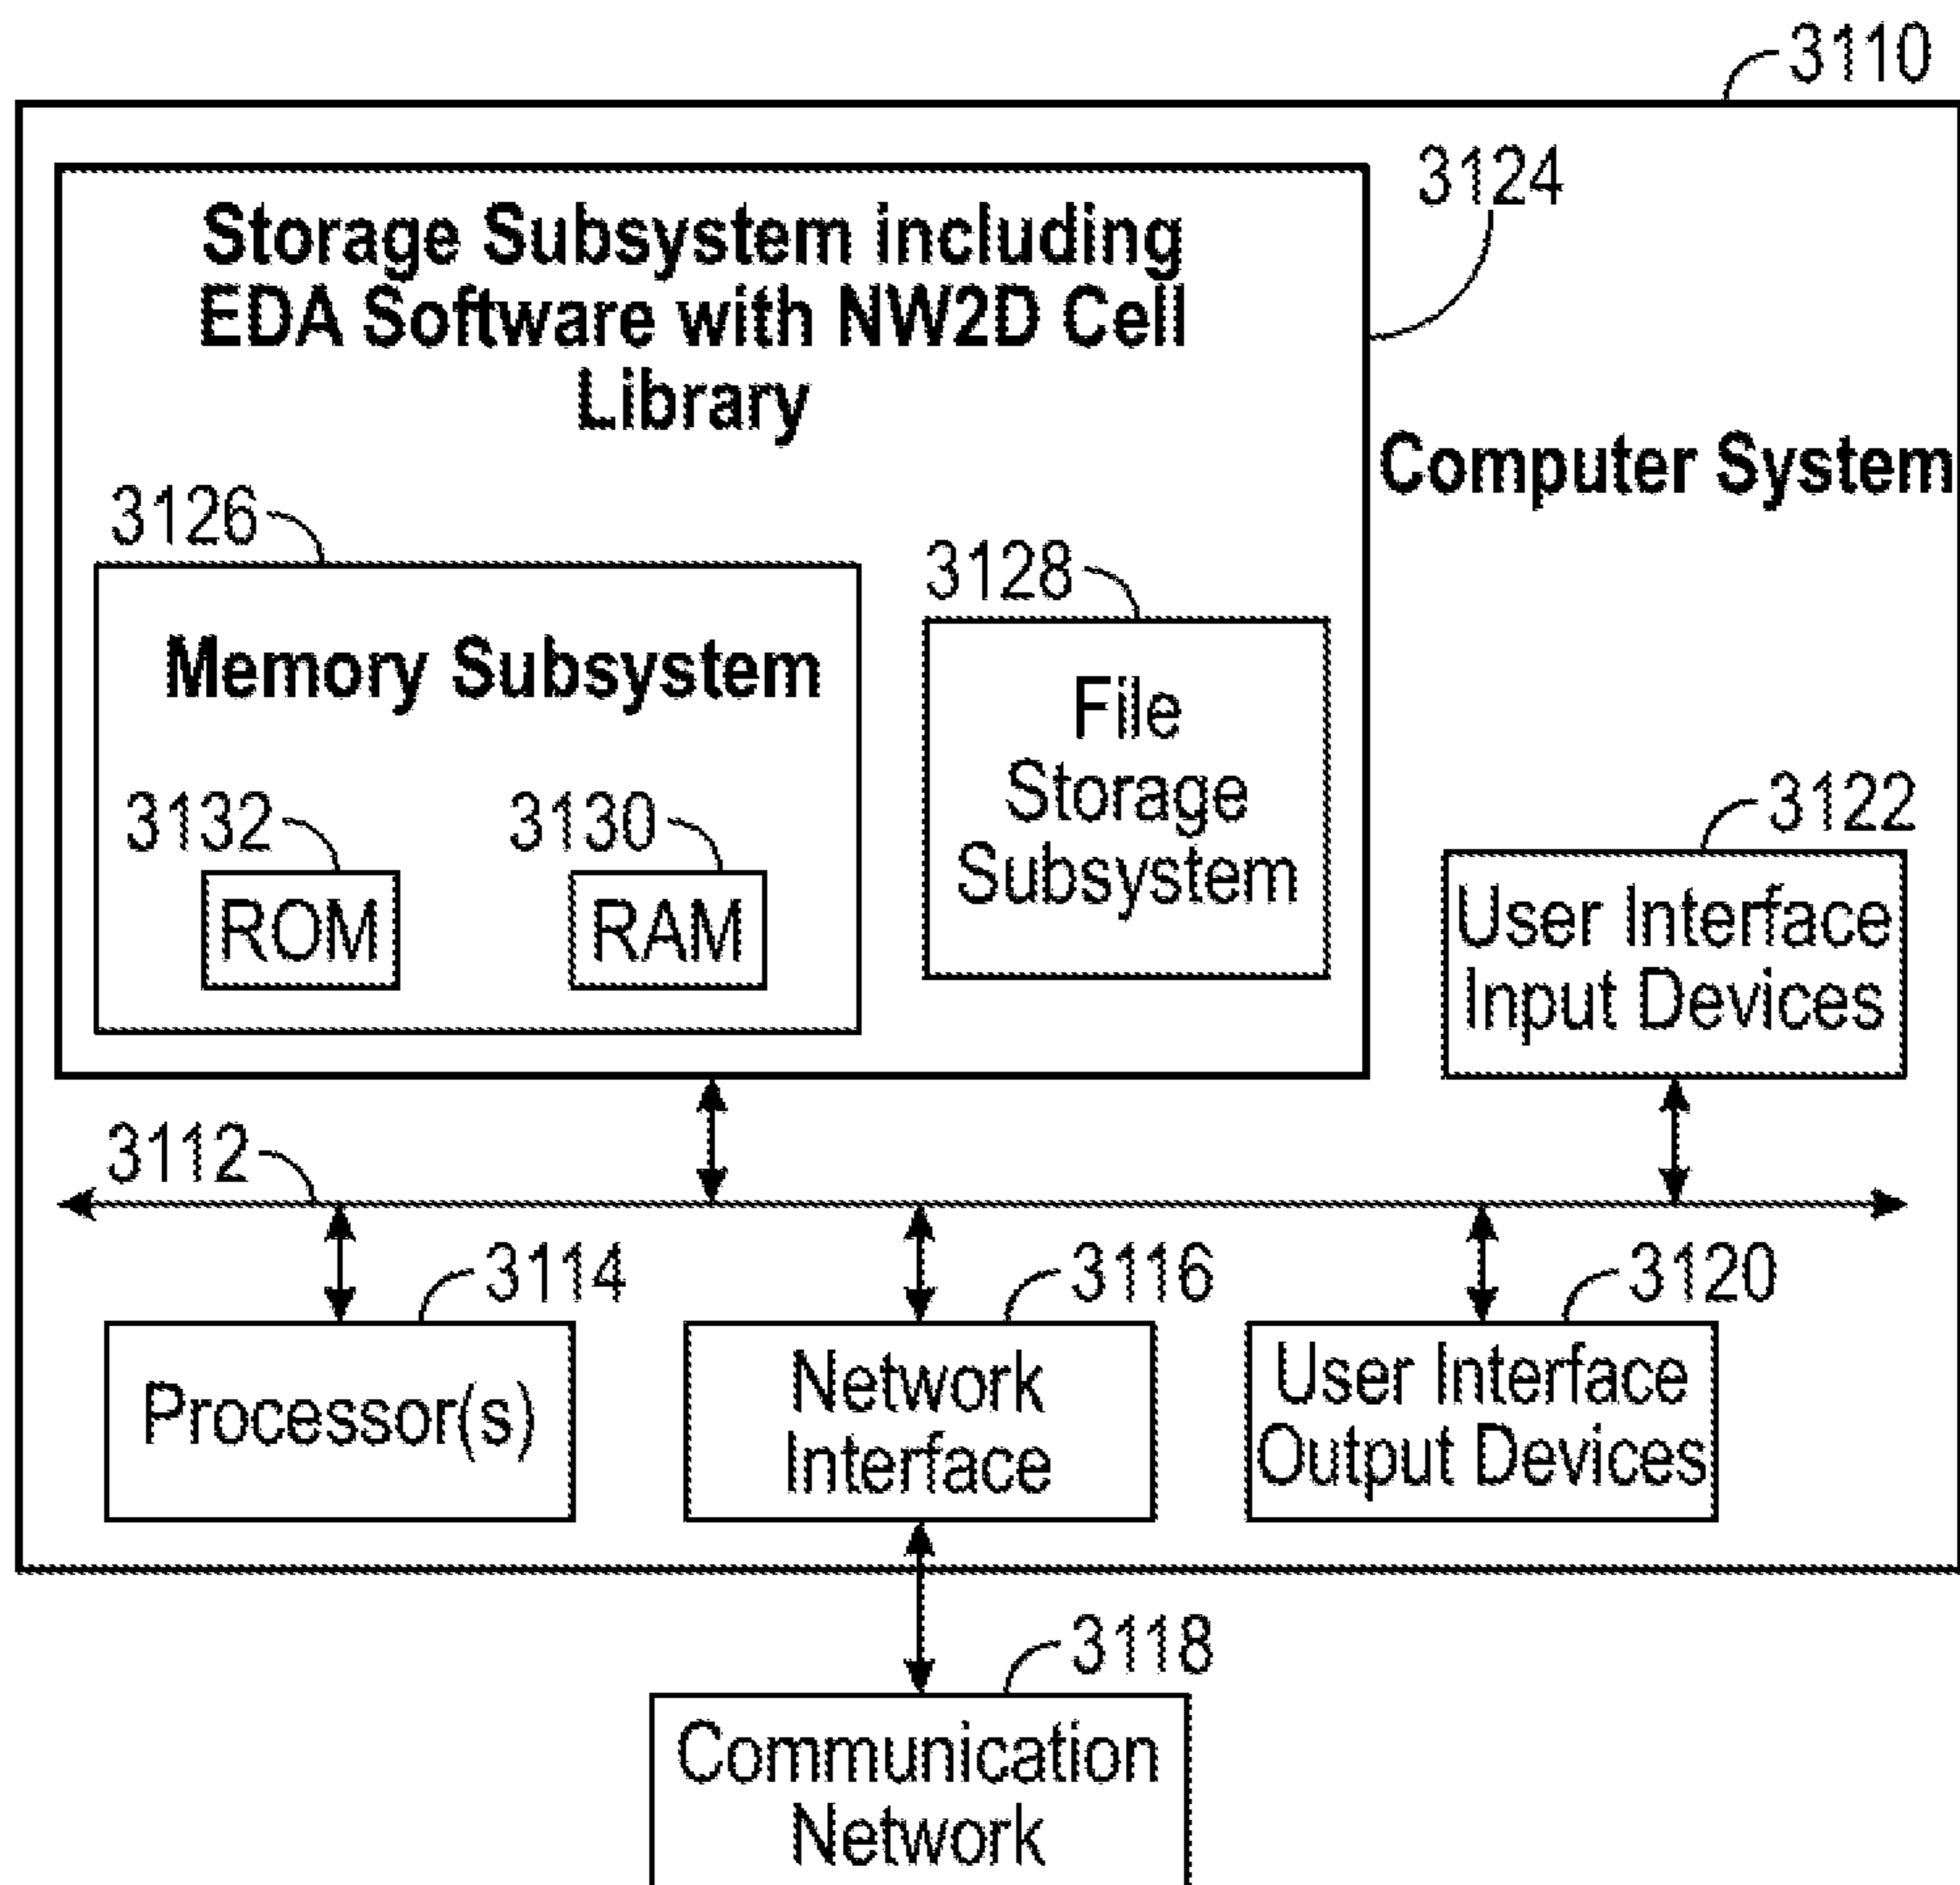 3110
3124
Storage Subsystem including
EDA Software with NW2D Cell
Library
Computer System
3126
3128
Memory Subsystem
File
Storage
Subsystem
3132
3130
ROM
RAM
3122
User Interface
Input Devices
3112
3114
3116
3120
Processor(s)
Network
Interface
User Interface
Output Devices
3118
Communication
Network